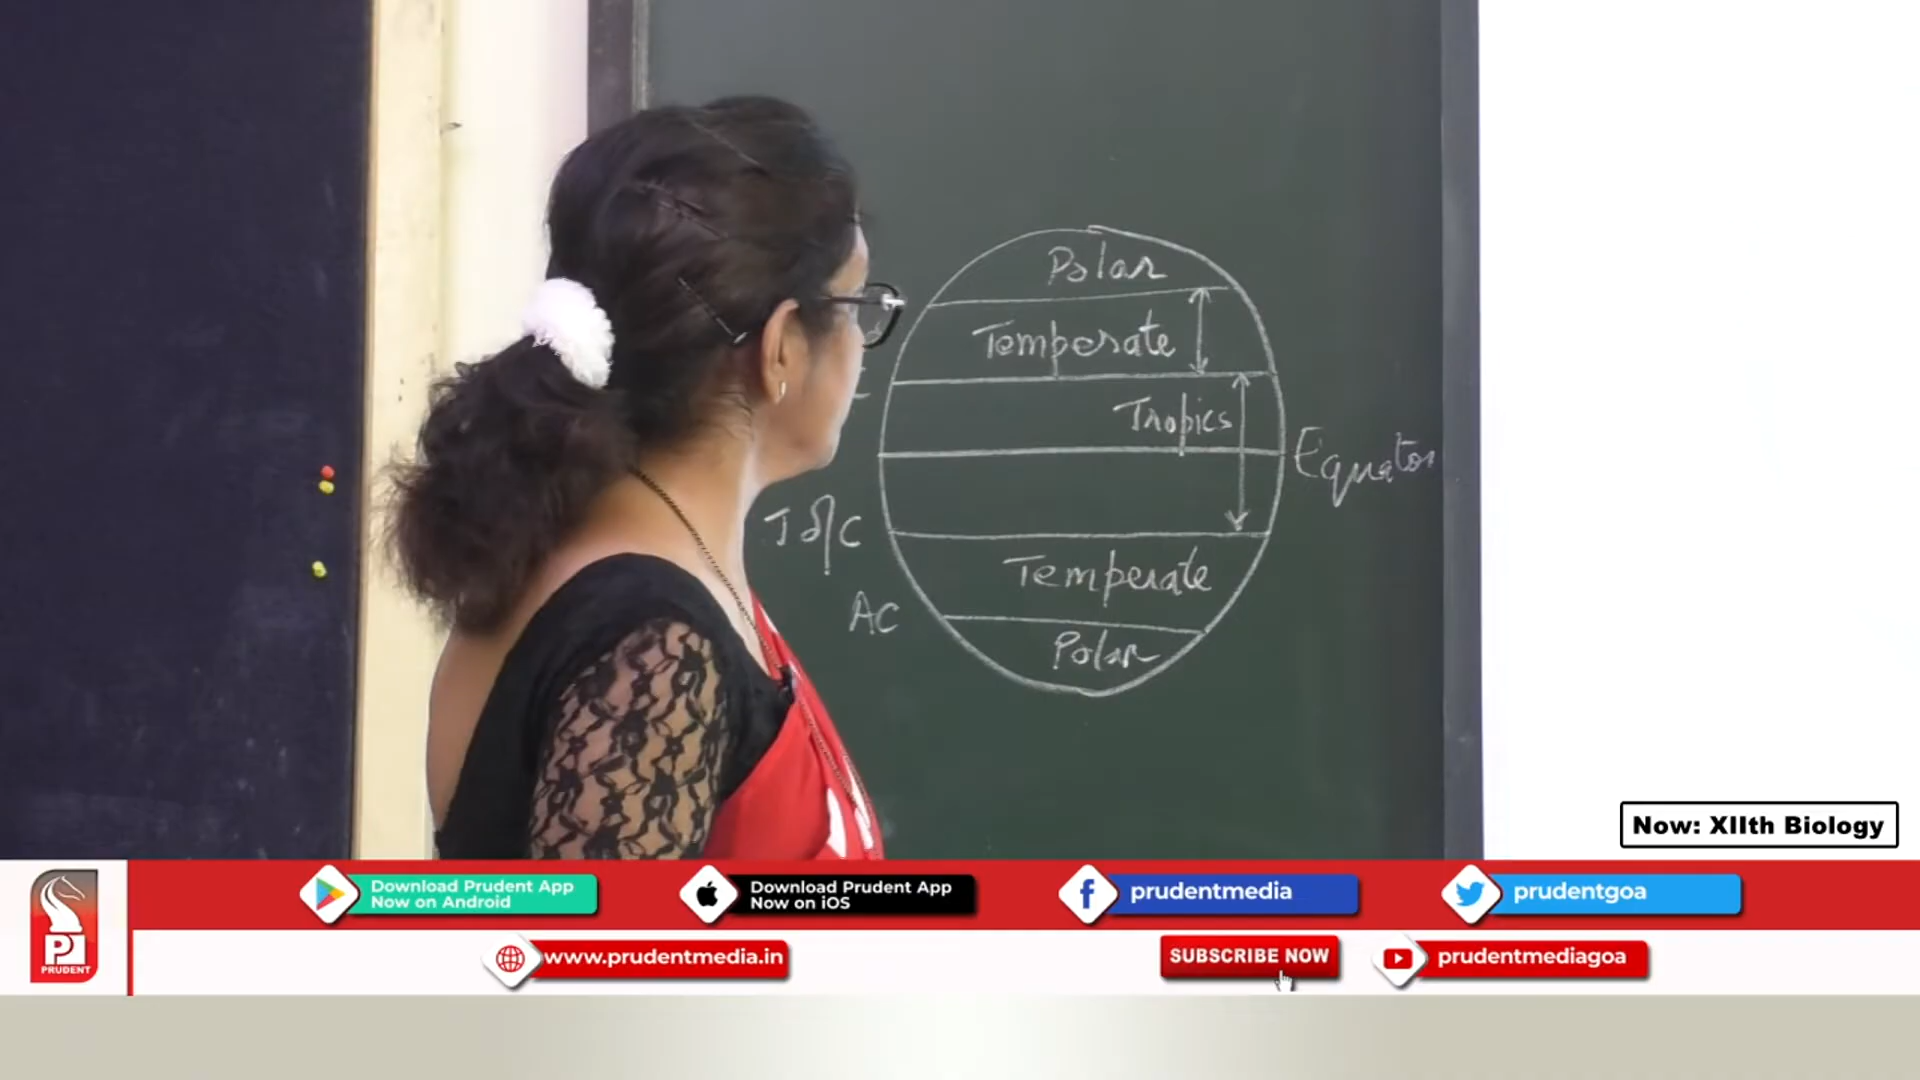 Polar
Temperate
Tropics
Equator
T of C
Temperate
AC
Polar
Now: XIIth Biology
Download Prudent App
Now on Android
Download Prudent App
Now on iOS
prudentmedia
prudentgoa
PRUDENT
www.prudentmedia.in
SUBSCRIBE NOW
prudentmediagoa